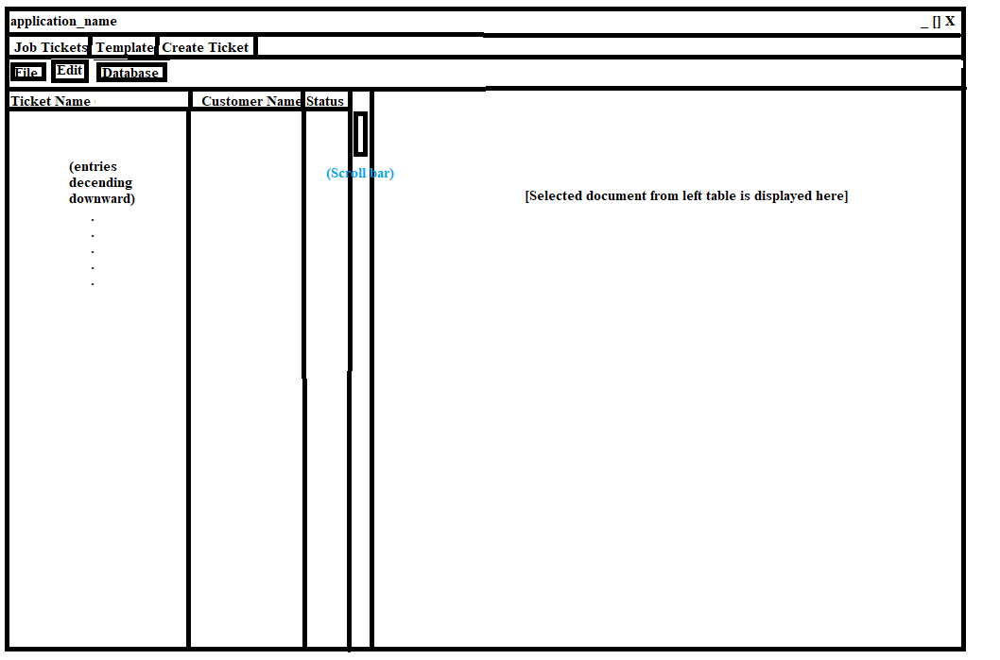 application_name _ [] X
Job Tickets Template Create Ticket
File Edit Database
Ticket Name Customer Name Status
(entries
decending
downward)
.
.
.
.
.
(Scroll bar)
[Selected document from left table is displayed here]